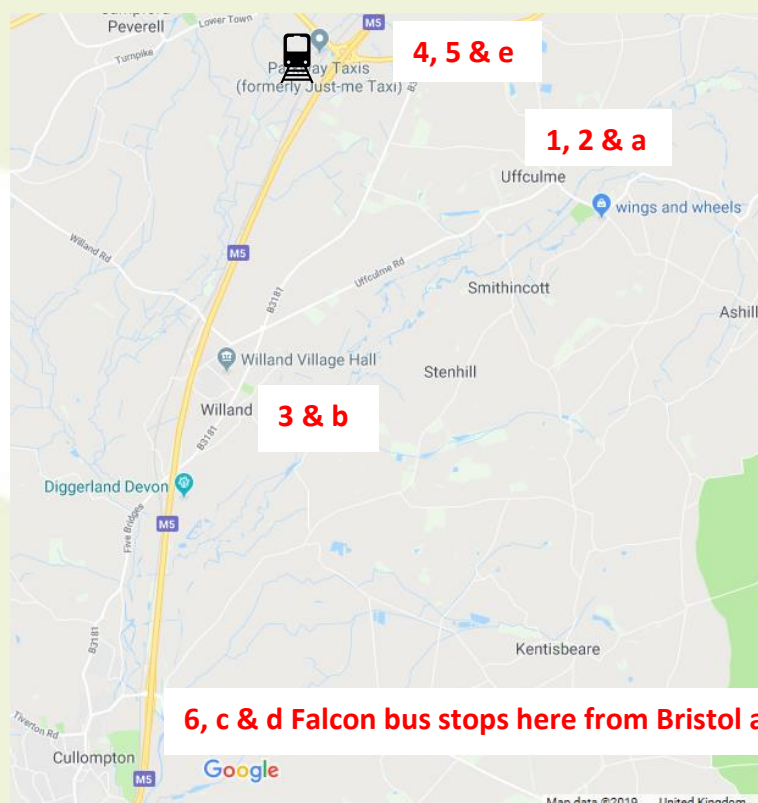 Peverell
Lower Town
M5
Turnpike
4, 5 & e
Parkway Taxis
(formerly Just-me Taxi)
1, 2 & a
Uffculme
wings and wheels
Willand Rd
M5
Uffculme Rd
Smithincott
B3181
Ashill
Willand Village Hall
Stenhill
Willand
3 & b
B3181
Diggerland Devon
M5
Five Bridges
B3181
Kentisbeare
6, c & d Falcon bus stops here from Bristol a
Tiverton Rd
Cullompton
Google
M5
Map data ©2019 United Kingdom